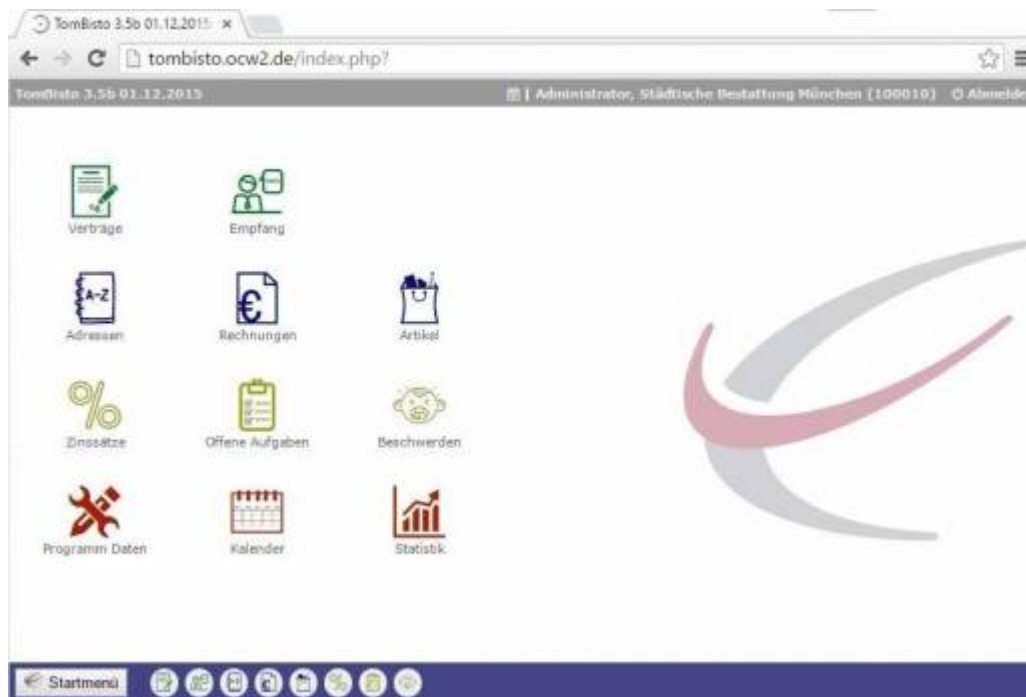 TomBisto 3.5b 01.12.2015
tombisto.ocw2.de/index.php?
TomBisto 3.5b 01.12.2015 | Administrator, Städtische Bestattung München (100010) Abmelde
Verträge Empfang
Adressen Rechnungen Artikel
A-Z
Zinssätze Offene Aufgaben Beschwerden
Programm Daten Kalender Statistik
Startmenü